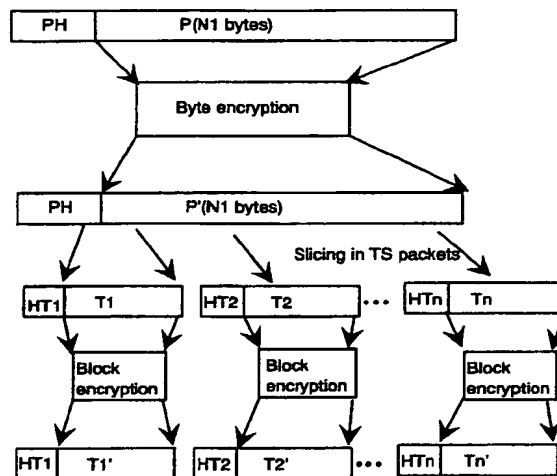 PH P(N1 bytes)
Byte encryption
PH P'(N1 bytes)
Slicing in TS packets
HT1 T1 HT2 T2 ••• HTn Tn
Block encryption Block encryption Block encryption
HT1 T1' HT2 T2' ••• HTn Tn'